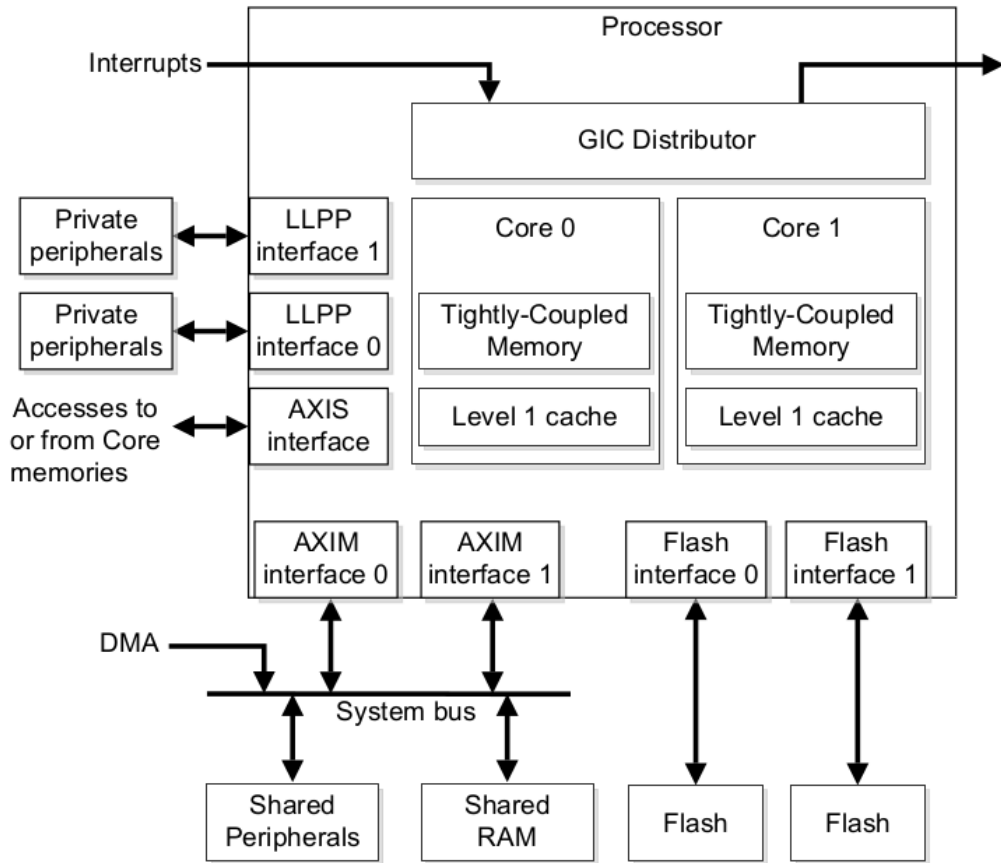 Processor
Interrupts
GIC Distributor
Private
peripherals
LLPP
interface 1
Core 0
Core 1
Private
peripherals
LLPP
interface 0
Tightly-Coupled
Memory
Tightly-Coupled
Memory
Accesses to
or from Core
memories
AXIS
interface
Level 1 cache
Level 1 cache
AXIM
interface 0
AXIM
interface 1
Flash
interface 0
Flash
interface 1
DMA
System bus
Shared
Peripherals
Shared
RAM
Flash
Flash